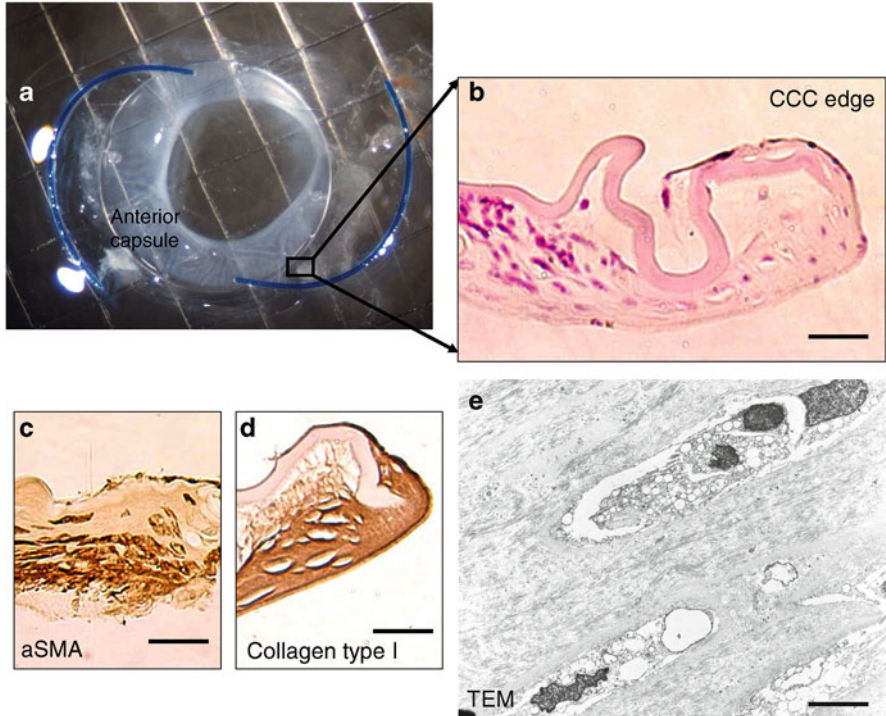 a
Anterior
capsule
b
CCC edge
c
aSMA
d
Collagen type I
e
TEM